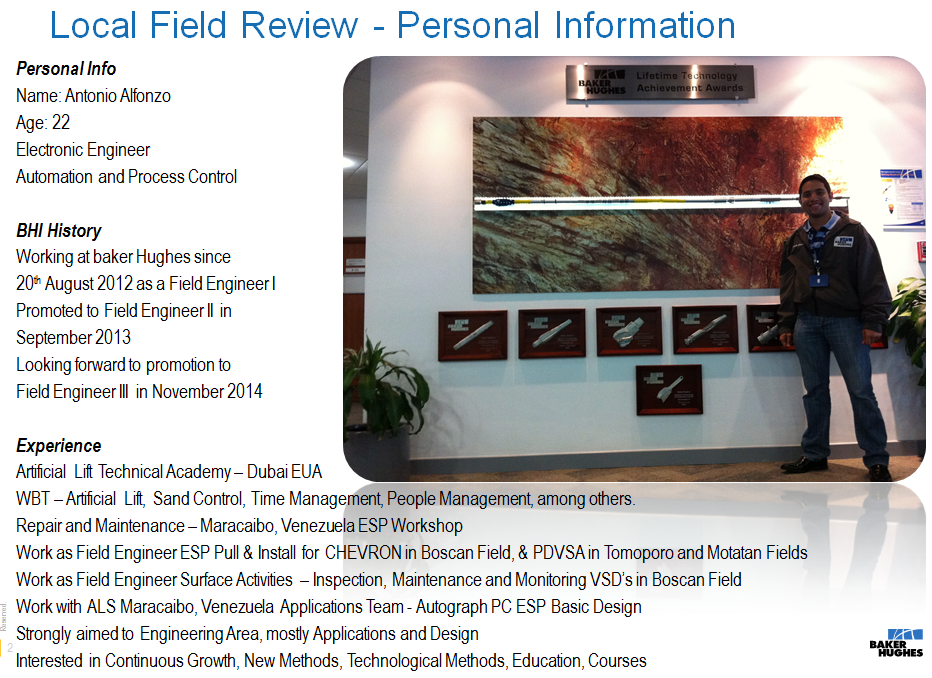 Local Field Review - Personal Information
Personal Info
Name: Antonio Alfonzo
Age: 22
Electronic Engineer
Automation and Process Control
BHI History
Working at baker Hughes since
20th August 2012 as a Field Engineer I
Promoted to Field Engineer II in
September 2013
Looking forward to promotion to
Field Engineer III in November 2014
Experience
Artificial Lift Technical Academy – Dubai EUA
WBT – Artificial Lift, Sand Control, Time Management, People Management, among others.
Repair and Maintenance – Maracaibo, Venezuela ESP Workshop
Work as Field Engineer ESP Pull & Install for CHEVRON in Boscan Field, & PDVSA in Tomoporo and Motatan Fields
Work as Field Engineer Surface Activities – Inspection, Maintenance and Monitoring VSD's in Boscan Field
Work with ALS Maracaibo, Venezuela Applications Team - Autograph PC ESP Basic Design
Strongly aimed to Engineering Area, mostly Applications and Design
Interested in Continuous Growth, New Methods, Technological Methods, Education, Courses
BAKER
HUGHES
Lifetime Technology
Achievement Awards
Reserved.
2
BAKER
HUGHES